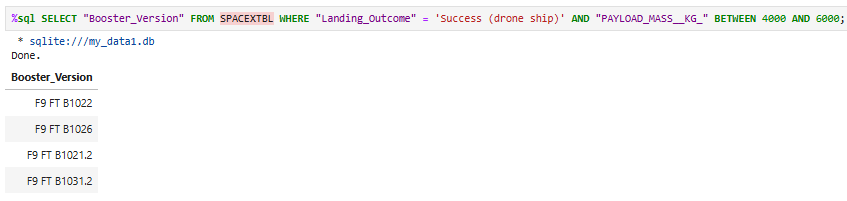 %sql SELECT "Booster_Version" FROM SPACEXTBL WHERE "Landing_Outcome" = 'Success (drone ship)' AND "PAYLOAD_MASS__KG_" BETWEEN 4000 AND 6000;
* sqlite:///my_data1.db
Done.
Booster_Version
F9 FT B1022
F9 FT B1026
F9 FT B1021.2
F9 FT B1031.2